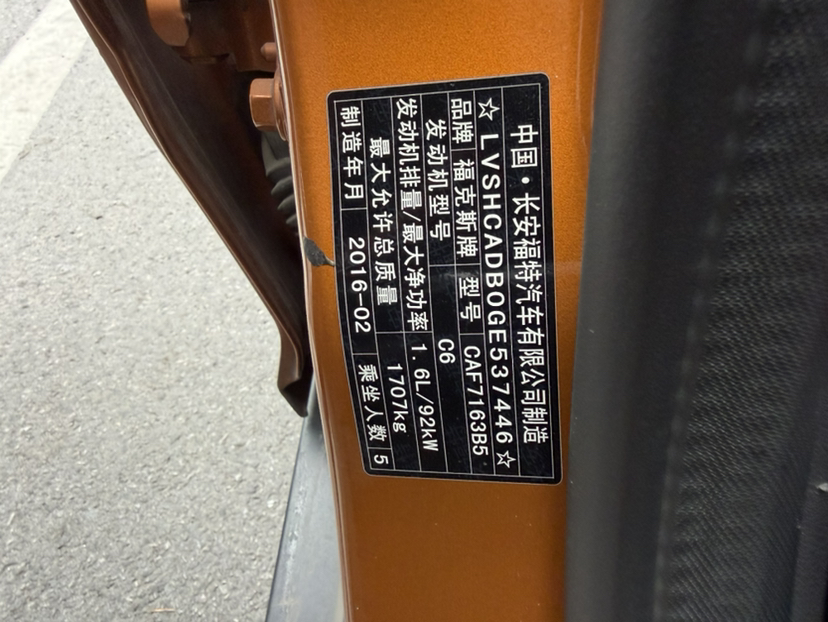 中国·长安福特汽车有限公司制造
☆LVSHCADB0GE537446☆
品牌 福克斯牌 型号 CAF7163B5
发动机型号 C6
发动机排量/最大净功率 1.6L/92kW
最大允许总质量 1707kg
制造年月 2016-02 乘坐人数 5